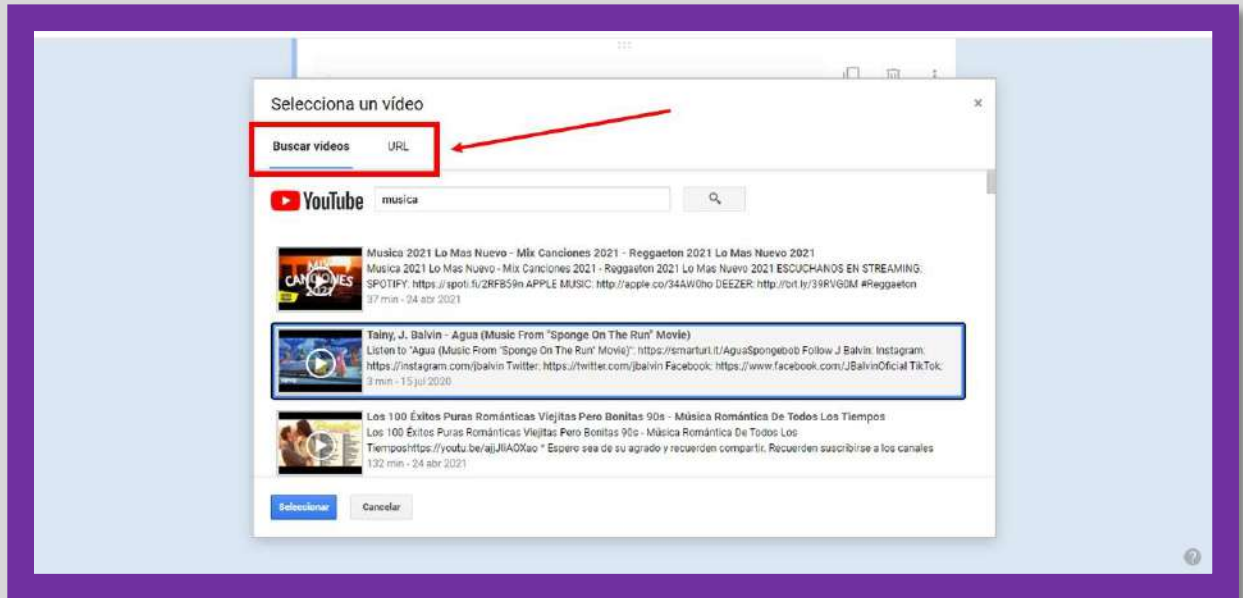 Selecciona un vídeo
×
Buscar vídeos
URL
YouTube
musica
MIX
CANCIONES
2021
Musica 2021 Lo Mas Nuevo - Mix Canciones 2021 - Reggaeton 2021 Lo Mas Nuevo 2021
Musica 2021 Lo Mas Nuevo - Mix Canciones 2021 - Reggaeton 2021 Lo Mas Nuevo 2021 ESCUCHANOS EN STREAMING:
SPOTIFY: https://spoti.fi/2RFB59n APPLE MUSIC: http://apple.co/34AW0ho DEEZER: http://bit.ly/39RVG0M #Reggaeton
37 min - 24 abr 2021
Tainy, J. Balvin - Agua (Music From "Sponge On The Run" Movie)
Listen to "Agua (Music From "Sponge On The Run" Movie)": https://smarturl.it/AguaSpongebob Follow J Balvin: Instagram:
https://instagram.com/jbalvin Twitter: https://twitter.com/jbalvin Facebook: https://www.facebook.com/JBalvinOficial TikTok:
3 min - 15 jul 2020
Los 100 Éxitos Puras Románticas Viejitas Pero Bonitas 90s - Música Romántica De Todos Los Tiempos
Los 100 Éxitos Puras Románticas Viejitas Pero Bonitas 90s - Música Romántica De Todos Los
Tiemposhttps://youtu.be/ajjJliAOXao * Espero sea de su agrado y recuerden compartir. Recuerden suscribirse a los canales
132 min - 24 abr 2021
Seleccionar
Cancelar
?